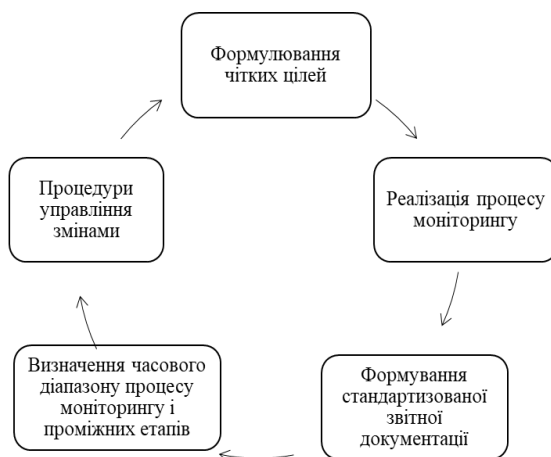 Формулювання
чітких цілей
Реалізація процесу
моніторингу
Формування
стандартизованої
звітної
документації
Визначення часового
діапазону процесу
моніторингу і
проміжних етапів
Процедури
управління
змінами